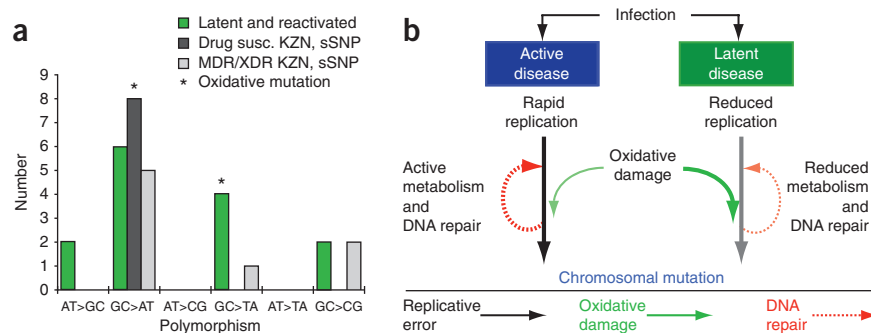 a
Latent and reactivated
Drug susc. KZN, sSNP
MDR/XDR KZN, sSNP
* Oxidative mutation
Number
9
8
7
6
5
4
3
2
1
0
*
*
AT>GC GC>AT AT>CG GC>TA AT>TA GC>CG
Polymorphism
b
Infection
Active
disease
Latent
disease
Rapid
replication
Reduced
replication
Active
metabolism
and
DNA repair
Oxidative
damage
Reduced
metabolism
and
DNA repair
Chromosomal mutation
Replicative
error
Oxidative
damage
DNA
repair